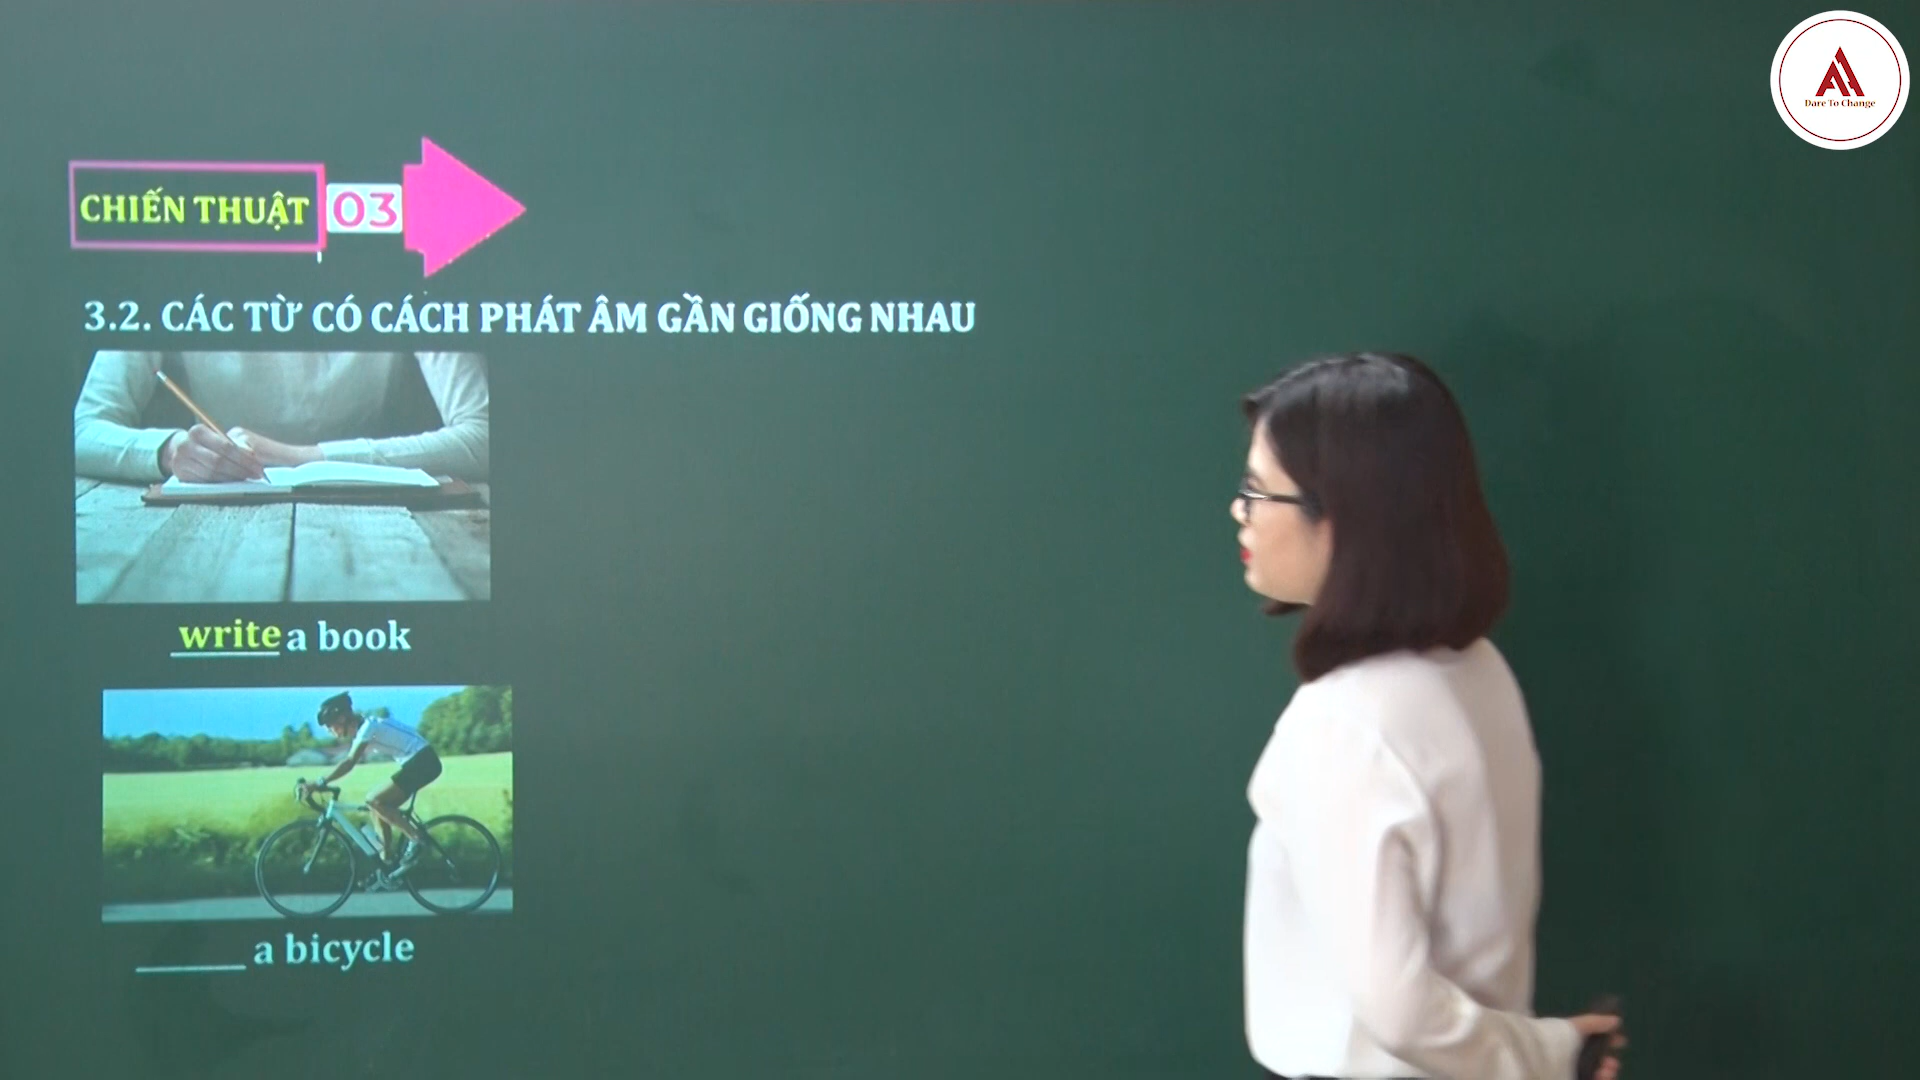 Dare To Change
CHIẾN THUẬT 03
3.2. CÁC TỪ CÓ CÁCH PHÁT ÂM GẦN GIỐNG NHAU
write a book
______ a bicycle